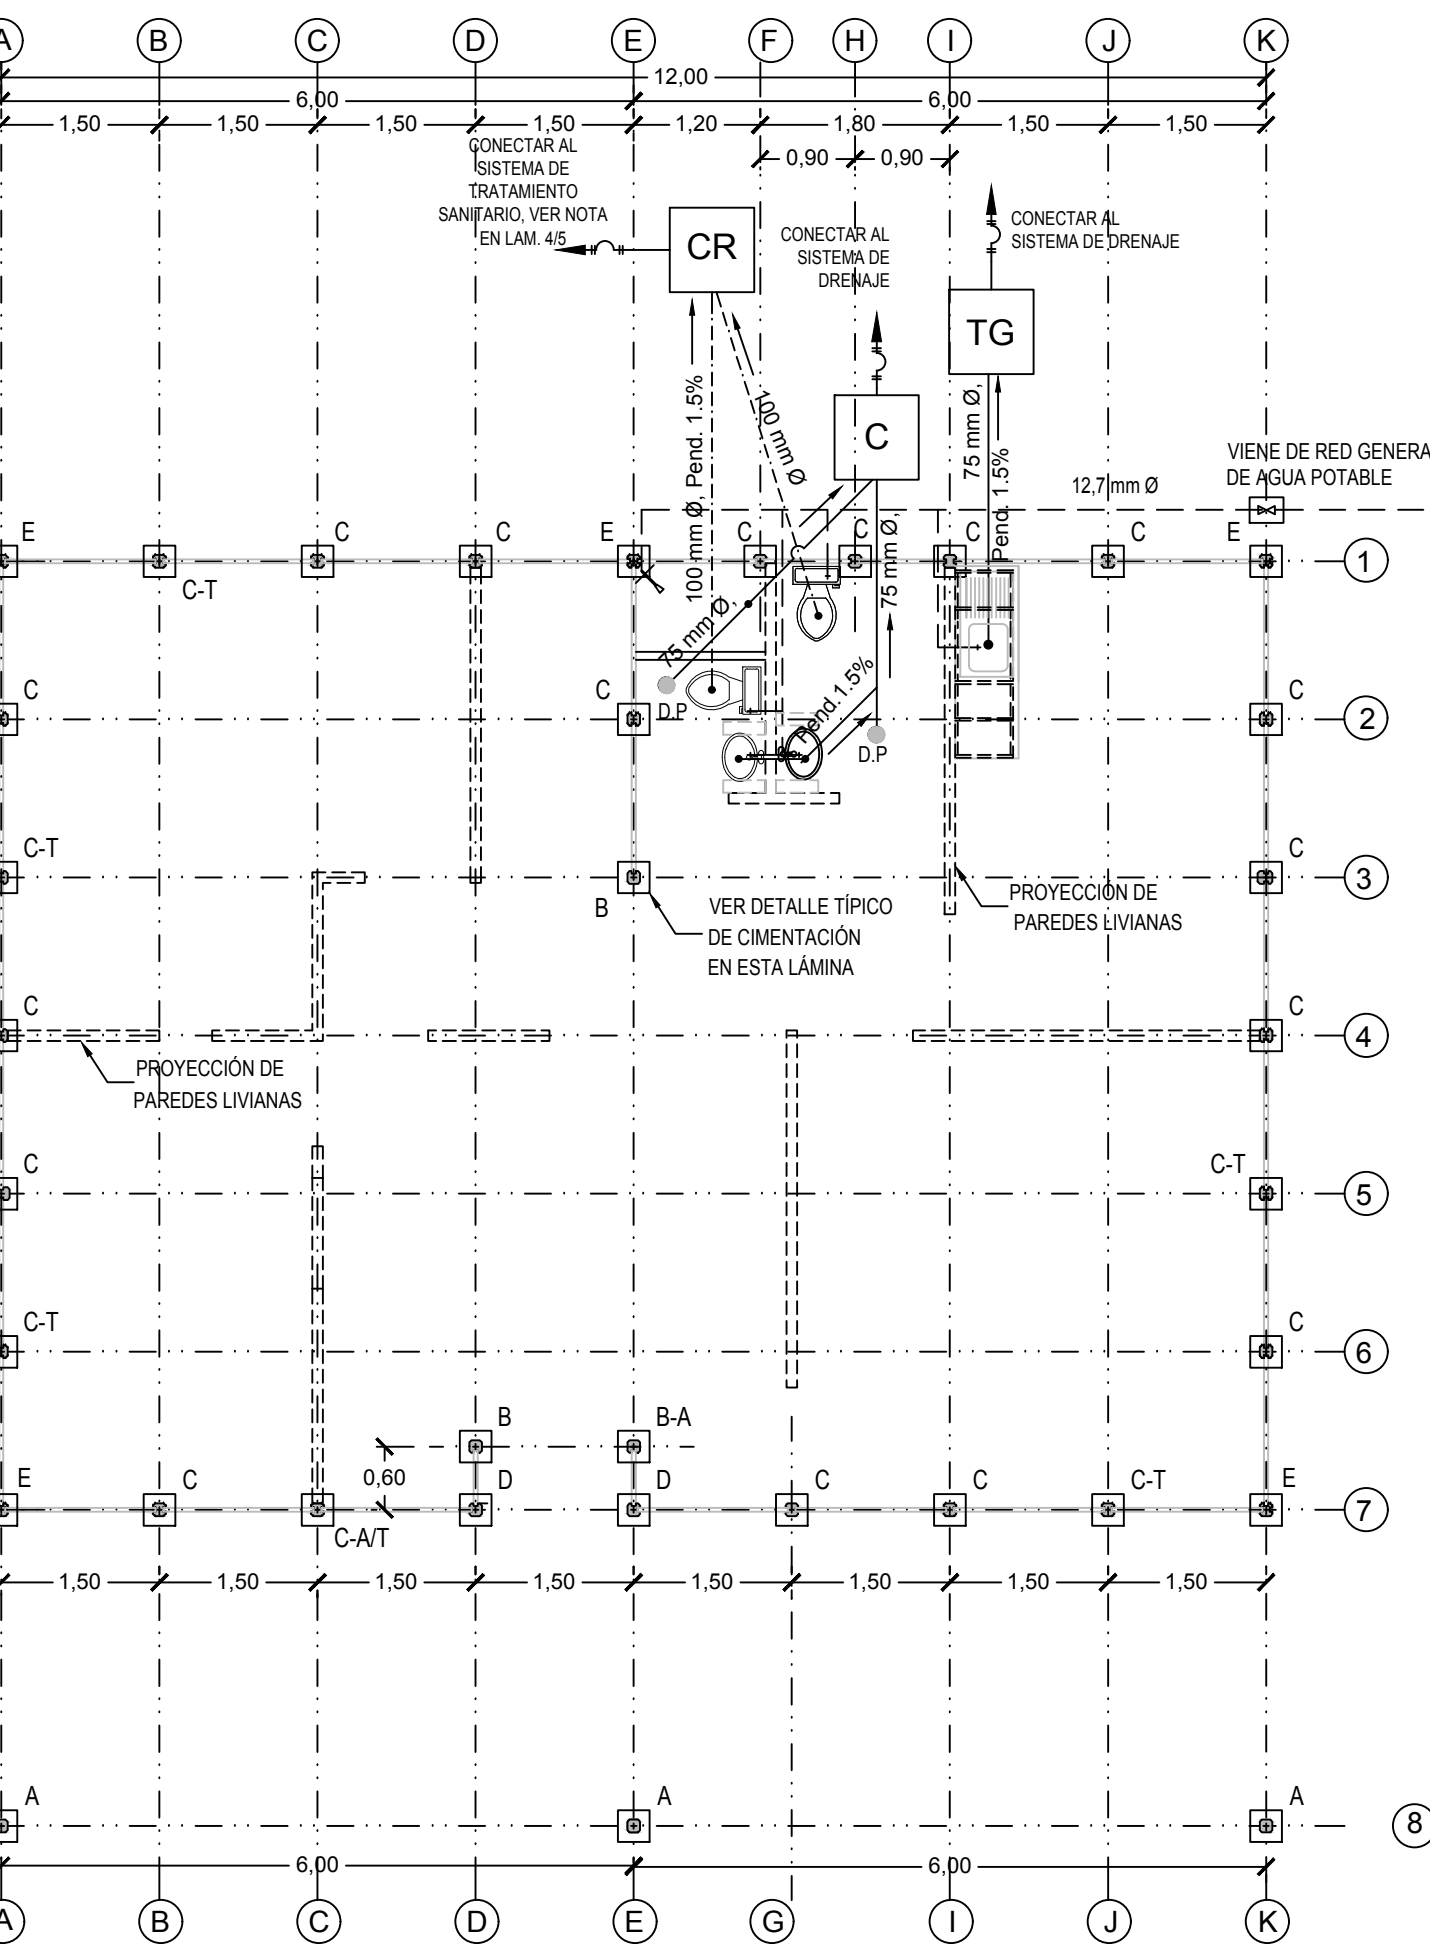 A B C D E F H I J K
12,00
6,00 6,00
1,50 1,50 1,50 1,50 1,20 1,80 1,50 1,50
0,90 0,90
CONECTAR AL
SISTEMA DE
TRATAMIENTO
SANITARIO, VER NOTA
EN LAM. 4/5
CR
CONECTAR AL
SISTEMA DE
DRENAJE
CONECTAR AL
SISTEMA DE DRENAJE
TG
C
100 mm Ø, Pend. 1.5%
100 mm Ø
75 mm Ø,
Pend. 1.5%
12,7 mm Ø
VIENE DE RED GENERA
DE AGUA POTABLE
E C C E C C C C E
1
C-T
75 mm Ø,
75 mm Ø,
Pend.1.5%
D.P
D.P
C C C
2
C-T C
3
B
VER DETALLE TÍPICO
DE CIMENTACIÓN
EN ESTA LÁMINA
PROYECCIÓN DE
PAREDES LIVIANAS
C C
4
PROYECCIÓN DE
PAREDES LIVIANAS
C C-T
5
C-T C
6
B B-A
0,60
E C D D C C C-T E
7
C-A/T
1,50 1,50 1,50 1,50 1,50 1,50 1,50 1,50
A A A
8
6,00 6,00
A B C D E G I J K